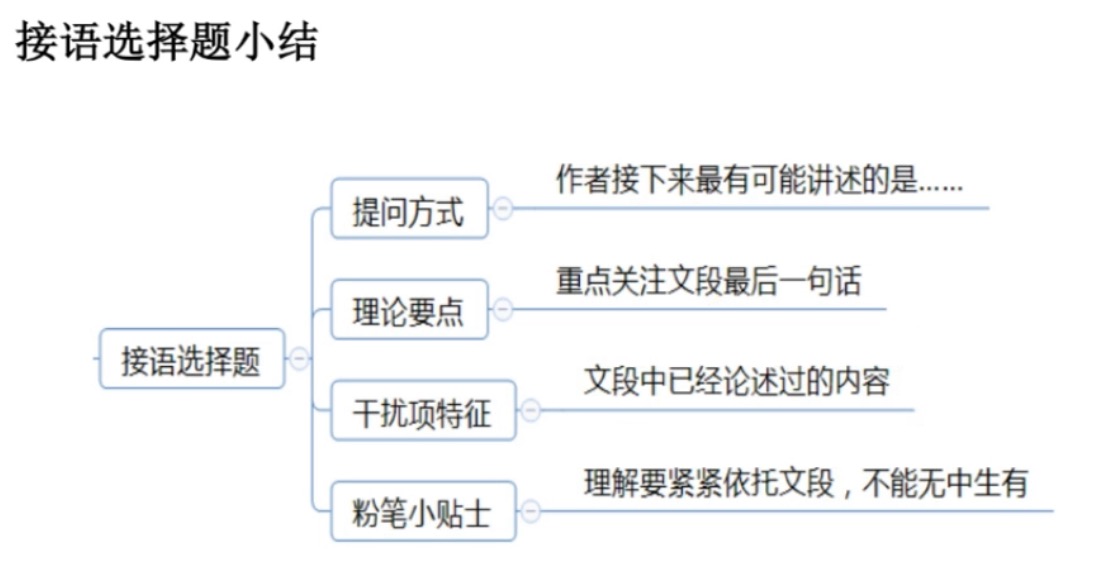 接语选择题小结
接语选择题
提问方式
作者接下来最有可能讲述的是......
理论要点
重点关注文段最后一句话
干扰项特征
文段中已经论述过的内容
粉笔小贴士
理解要紧紧依托文段，不能无中生有